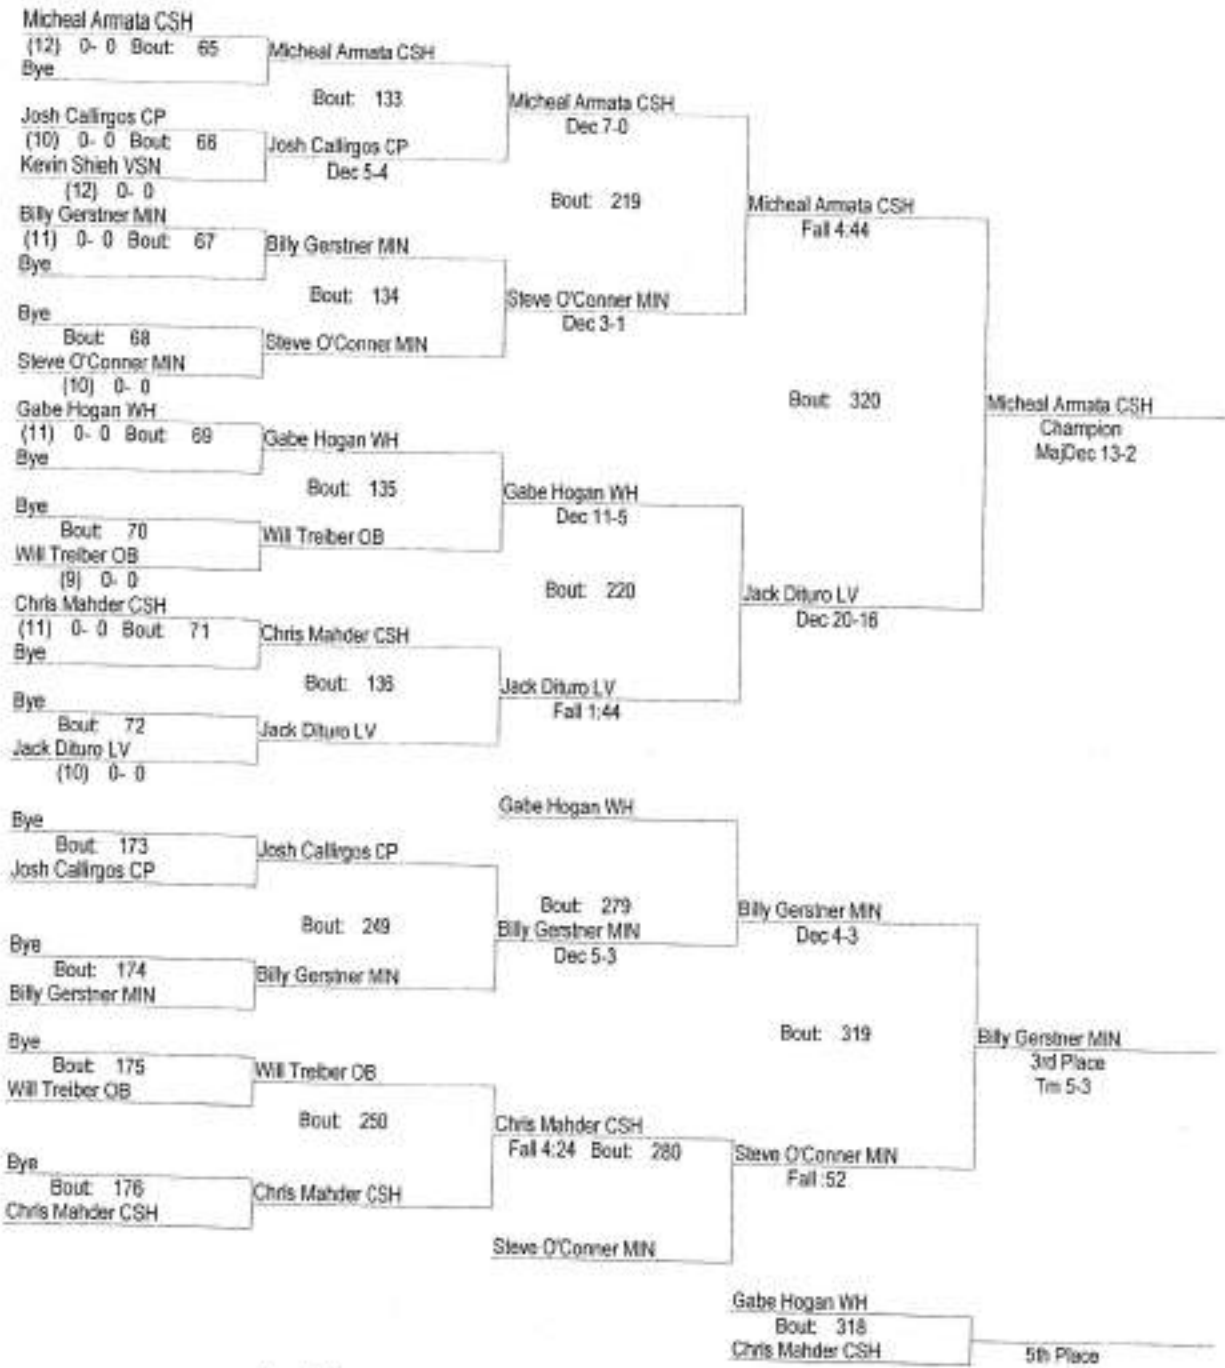 Micheal Armata CSH
(12) 0- 0 Bout: 65
Bye
Micheal Armata CSH
Bout: 133
Josh Callirgos CP
(10) 0- 0 Bout: 66
Kevin Shieh VSN
(12) 0- 0
Josh Callirgos CP
Dec 5-4
Micheal Armata CSH
Dec 7-0
Billy Gerstner MIN
(11) 0- 0 Bout: 67
Bye
Billy Gerstner MIN
Bout: 134
Bye
Bout: 68
Steve O'Conner MIN
(10) 0- 0
Steve O'Conner MIN
Steve O'Conner MIN
Dec 3-1
Bout: 219
Micheal Armata CSH
Fall 4:44
Gabe Hogan WH
(11) 0- 0 Bout: 69
Bye
Gabe Hogan WH
Bout: 135
Bye
Bout: 70
Will Treiber OB
(9) 0- 0
Will Treiber OB
Gabe Hogan WH
Dec 11-5
Chris Mahder CSH
(11) 0- 0 Bout: 71
Bye
Chris Mahder CSH
Bout: 136
Bye
Bout: 72
Jack Dituro LV
(10) 0- 0
Jack Dituro LV
Jack Dituro LV
Fall 1:44
Bout: 220
Jack Dituro LV
Dec 20-16
Bout: 320
Micheal Armata CSH
Champion
MajDec 13-2
Bye
Bout: 173
Josh Callirgos CP
Josh Callirgos CP
Bout: 249
Bye
Bout: 174
Billy Gerstner MIN
Billy Gerstner MIN
Gabe Hogan WH
Bout: 279
Billy Gerstner MIN
Dec 5-3
Billy Gerstner MIN
Dec 4-3
Bye
Bout: 175
Will Treiber OB
Will Treiber OB
Bout: 250
Bye
Bout: 176
Chris Mahder CSH
Chris Mahder CSH
Chris Mahder CSH
Fall 4:24 Bout: 280
Steve O'Conner MIN
Steve O'Conner MIN
Fall :52
Bout: 319
Billy Gerstner MIN
3rd Place
Tm 5-3
Gabe Hogan WH
Bout: 318
Chris Mahder CSH
5th Place